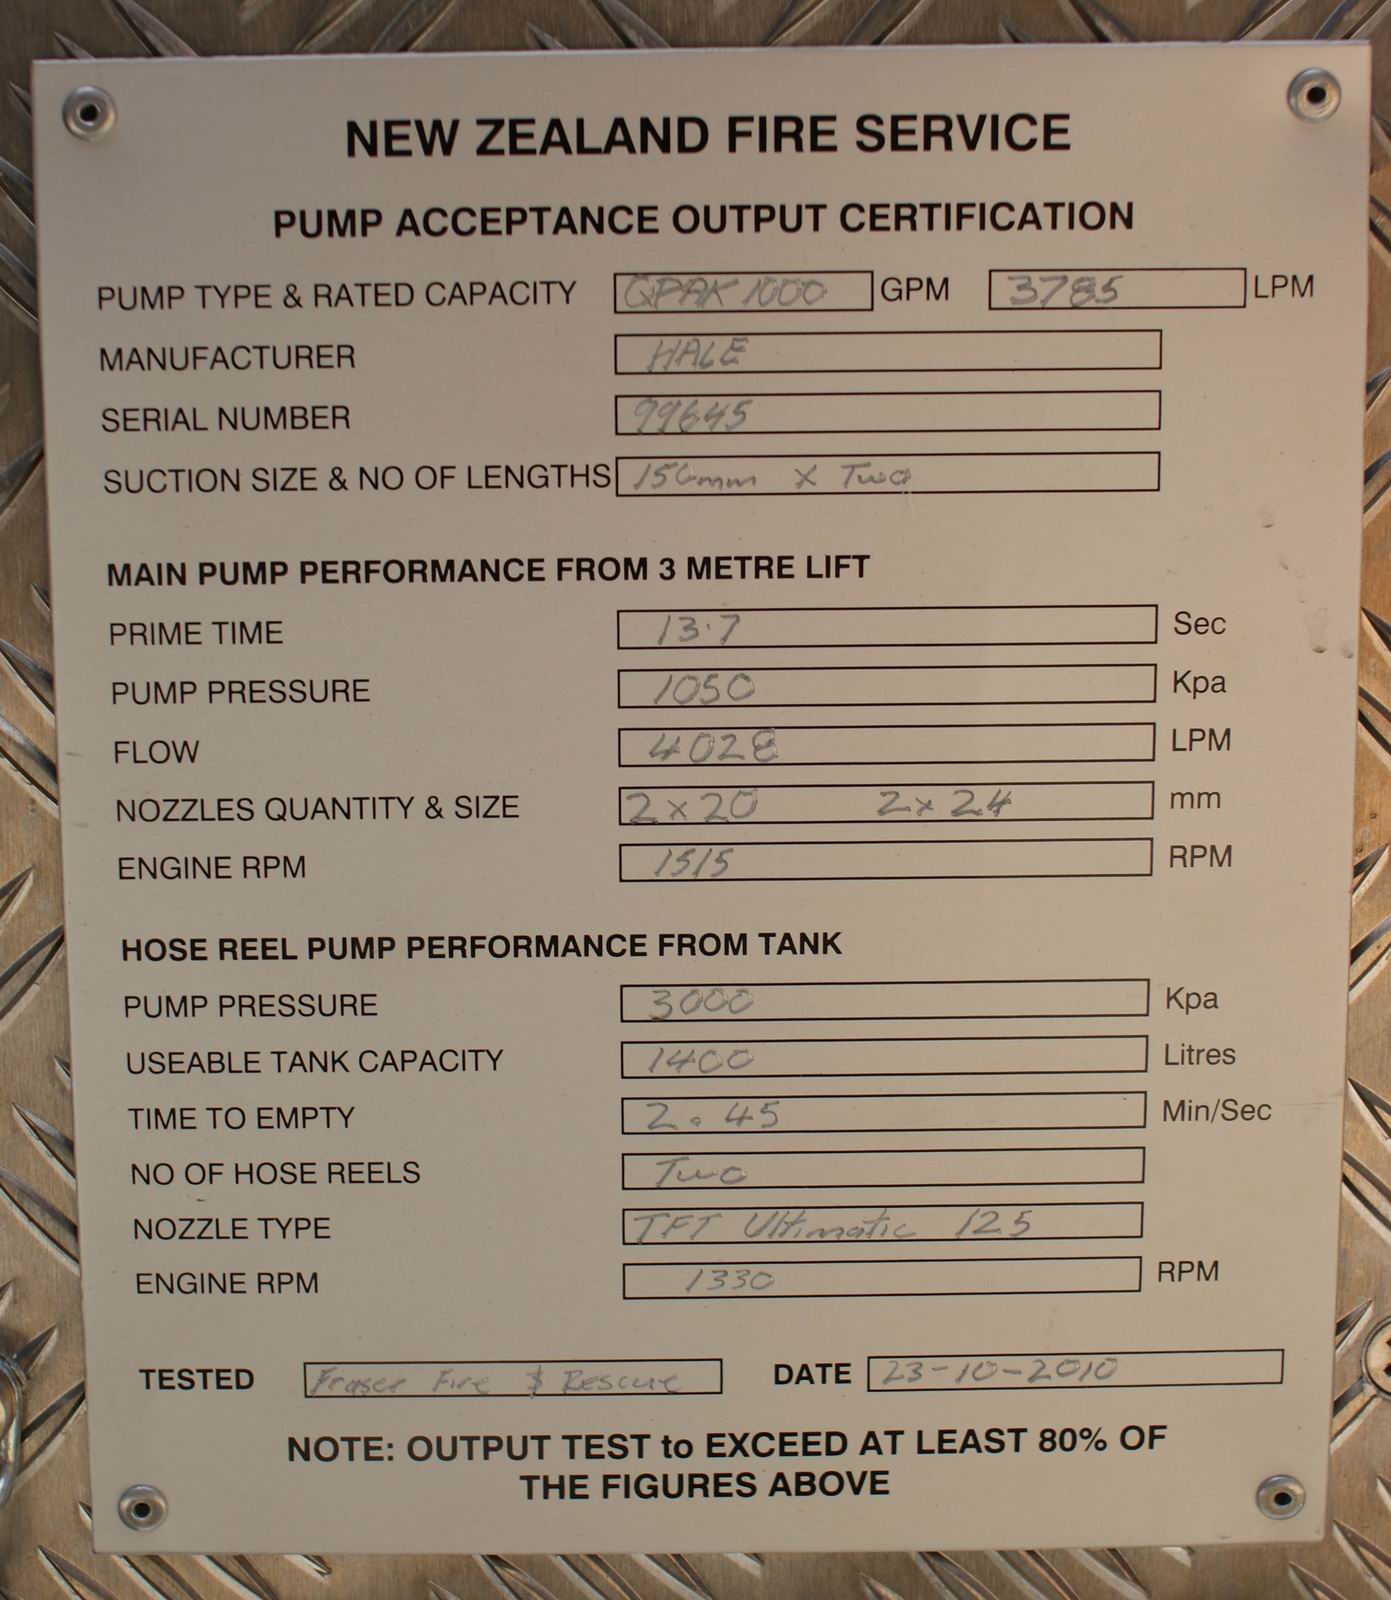 NEW ZEALAND FIRE SERVICE
PUMP ACCEPTANCE OUTPUT CERTIFICATION
PUMP TYPE & RATED CAPACITY QPAK 1000 GPM 3785 LPM
MANUFACTURER HALE
SERIAL NUMBER 99645
SUCTION SIZE & NO OF LENGTHS 150mm x Two
MAIN PUMP PERFORMANCE FROM 3 METRE LIFT
PRIME TIME 13.7 Sec
PUMP PRESSURE 1050 Kpa
FLOW 4028 LPM
NOZZLES QUANTITY & SIZE 2 x 20 2 x 24 mm
ENGINE RPM 1515 RPM
HOSE REEL PUMP PERFORMANCE FROM TANK
PUMP PRESSURE 3000 Kpa
USEABLE TANK CAPACITY 1400 Litres
TIME TO EMPTY 2.45 Min/Sec
NO OF HOSE REELS Two
NOZZLE TYPE TFT Ultimatic 125
ENGINE RPM 1330 RPM
TESTED Fraser Fire & Rescue DATE 23-10-2010
NOTE: OUTPUT TEST to EXCEED AT LEAST 80% OF
THE FIGURES ABOVE